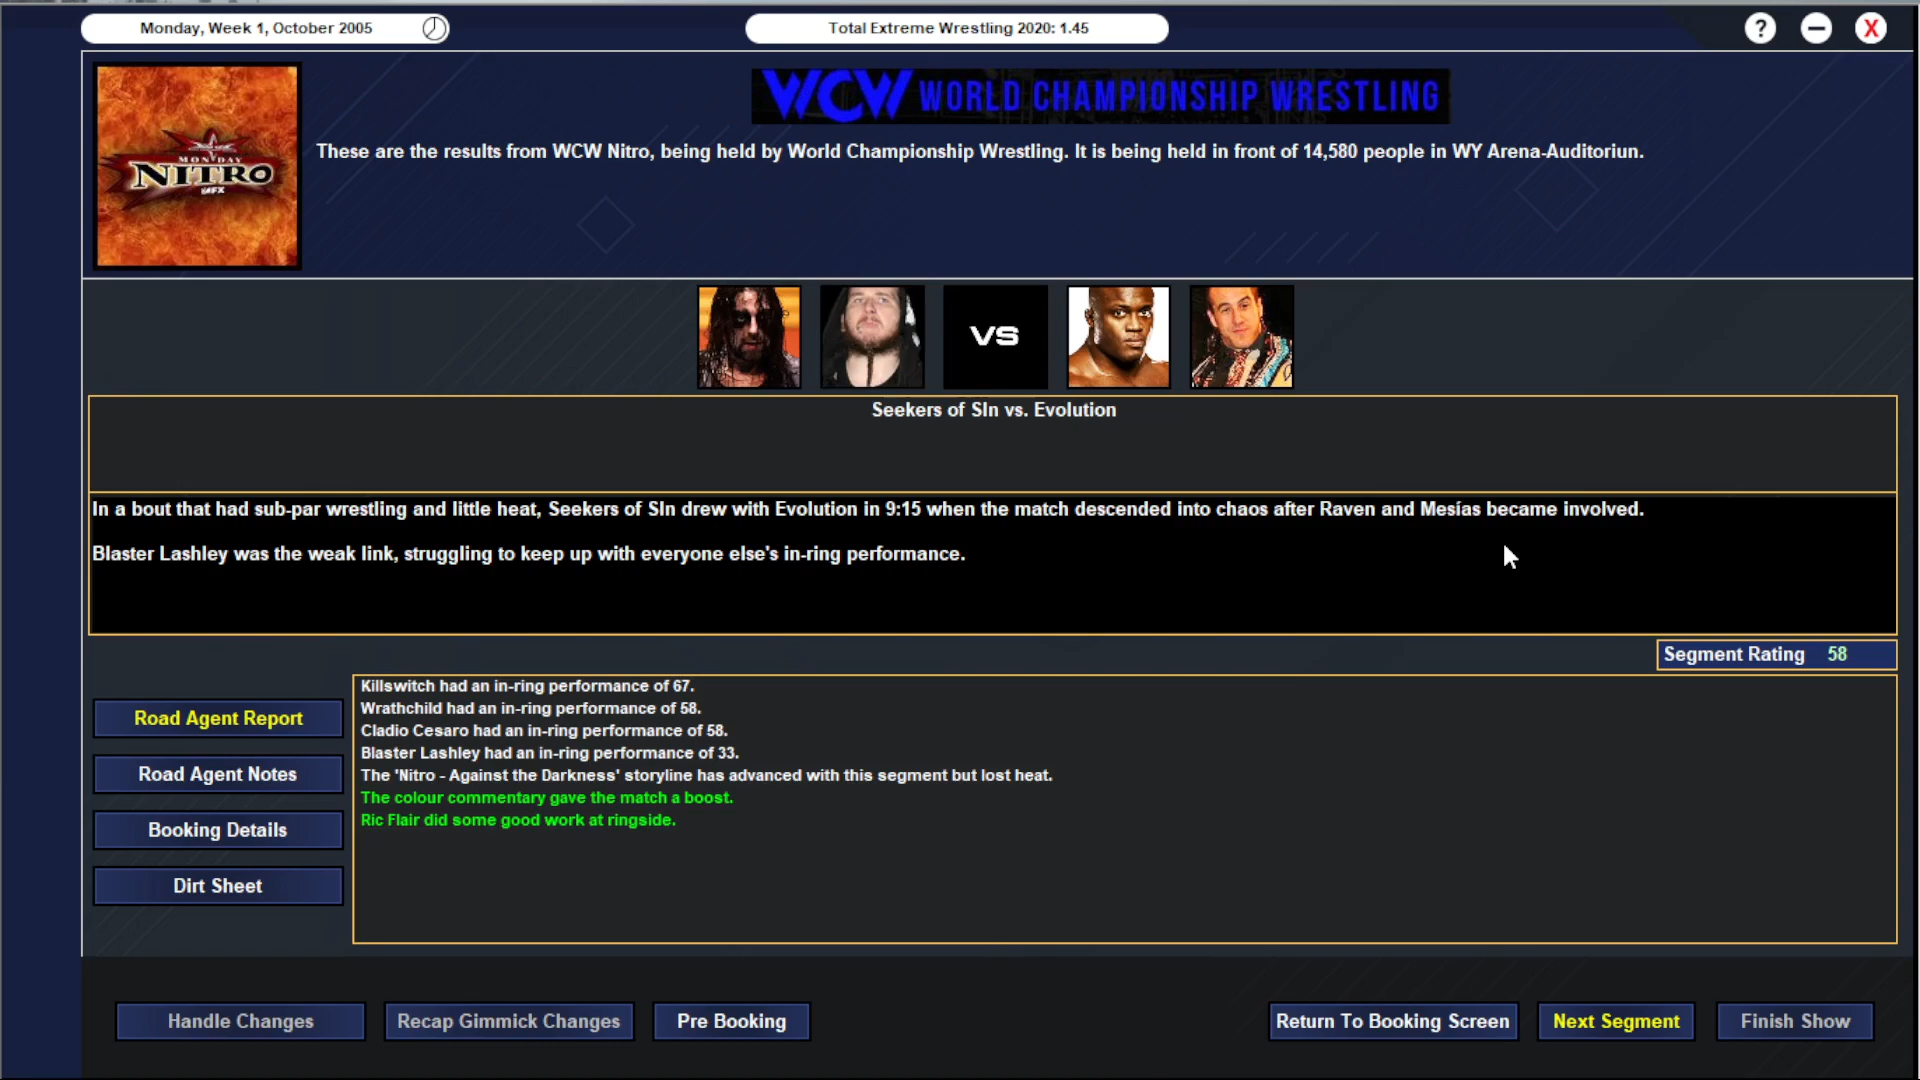 Monday, Week 1, October 2005
Total Extreme Wrestling 2020: 1.45
?
X
MONDAY
NITRO
WCW WORLD CHAMPIONSHIP WRESTLING
These are the results from WCW Nitro, being held by World Championship Wrestling. It is being held in front of 14,580 people in WY Arena-Auditoriun.
VS
Seekers of SIn vs. Evolution
In a bout that had sub-par wrestling and little heat, Seekers of SIn drew with Evolution in 9:15 when the match descended into chaos after Raven and Mesías became involved.
Blaster Lashley was the weak link, struggling to keep up with everyone else's in-ring performance.
Segment Rating 58
Road Agent Report
Road Agent Notes
Booking Details
Dirt Sheet
Killswitch had an in-ring performance of 67.
Wrathchild had an in-ring performance of 58.
Cladio Cesaro had an in-ring performance of 58.
Blaster Lashley had an in-ring performance of 33.
The 'Nitro - Against the Darkness' storyline has advanced with this segment but lost heat.
The colour commentary gave the match a boost.
Ric Flair did some good work at ringside.
Handle Changes
Recap Gimmick Changes
Pre Booking
Return To Booking Screen
Next Segment
Finish Show